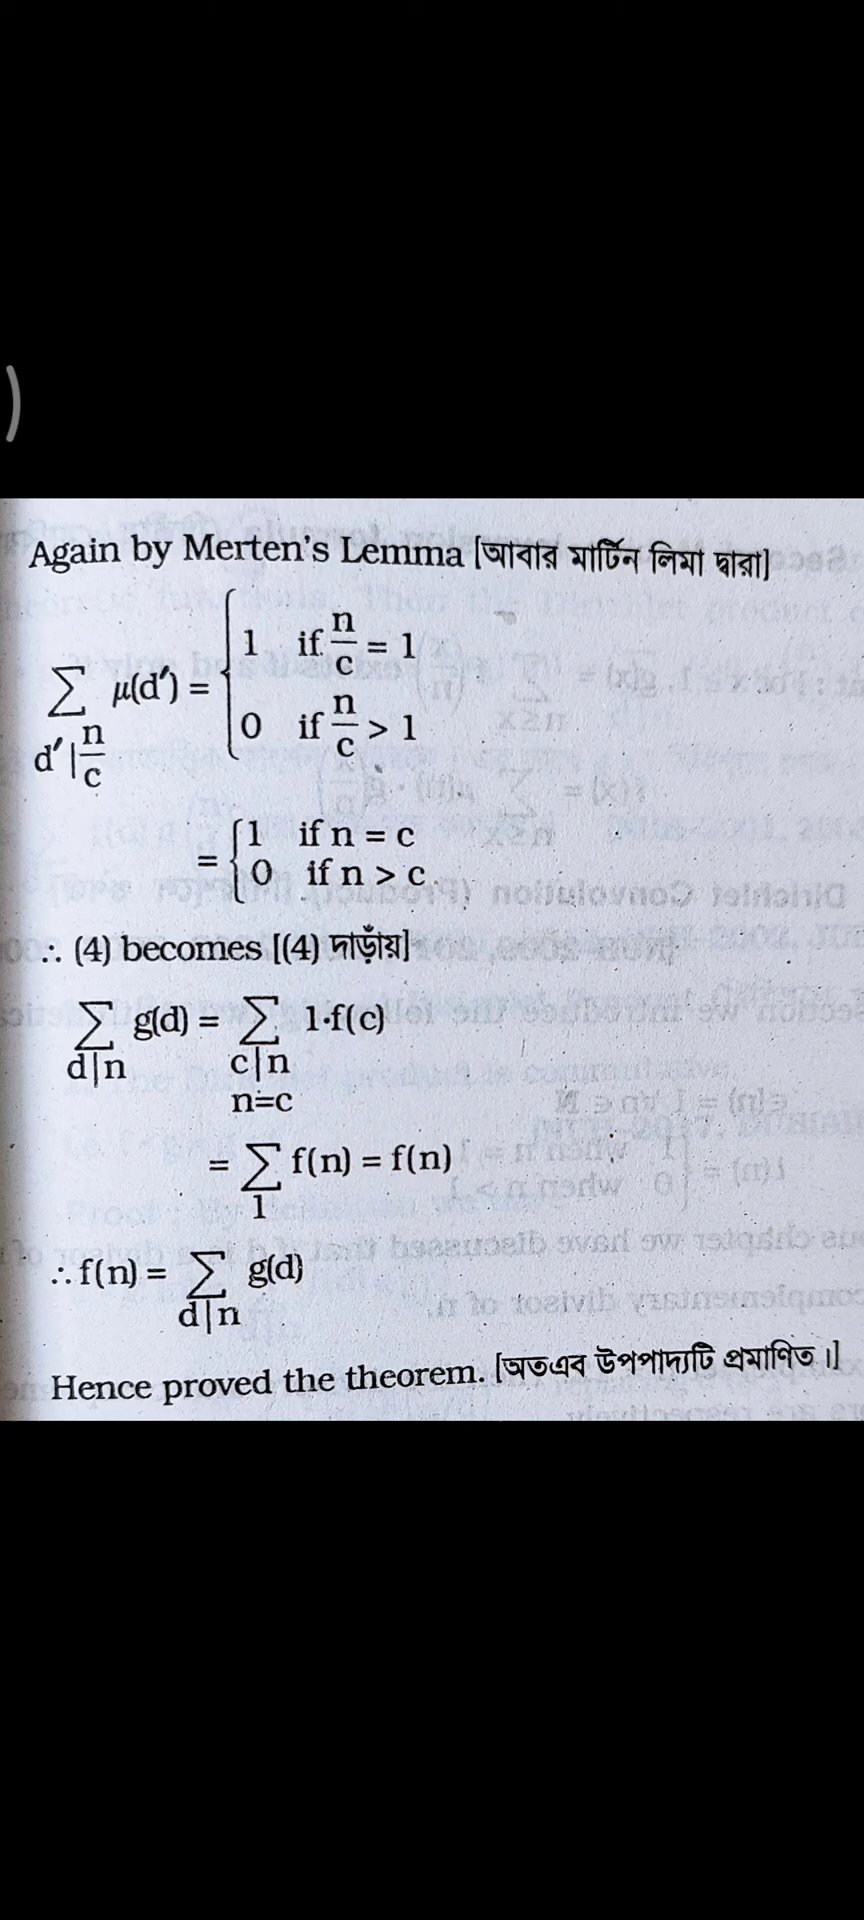 Again by Merten's Lemma [আবার মার্টিন লিমা দ্বারা]
∑ μ(d′) = { 1 if n/c = 1
d′|n/c { 0 if n/c > 1
= { 1 if n = c
{ 0 if n > c
∴ (4) becomes [(4) দাড়াঁয়]
∑ g(d) = ∑ 1·f(c)
d|n c|n
n=c
= ∑ f(n) = f(n)
1
∴ f(n) = ∑ g(d)
d|n
Hence proved the theorem. [অতএব উপপাদ্যটি প্রমাণিত।]